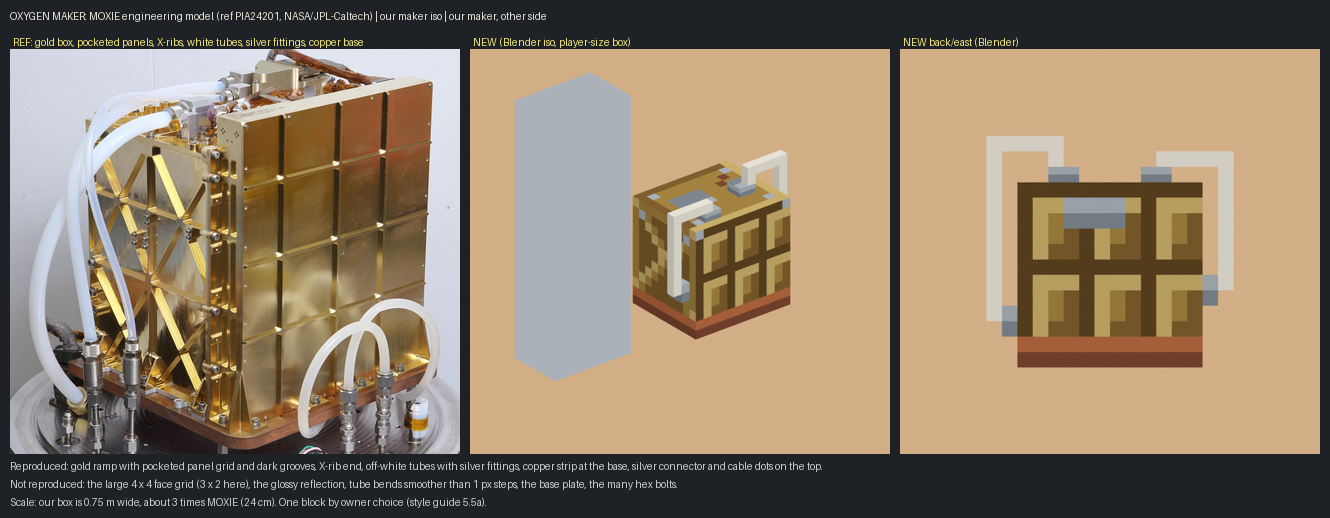 OXYGEN MAKER: MOXIE engineering model (ref PIA24201, NASA/JPL-Caltech) | our maker iso | our maker, other side
REF: gold box, pocketed panels, X-ribs, white tubes, silver fittings, copper base
NEW (Blender iso, player-size box)
NEW back/east (Blender)
Reproduced: gold ramp with pocketed panel grid and dark grooves, X-rib end, off-white tubes with silver fittings, copper strip at the base, silver connector and cable dots on the top.
Not reproduced: the large 4 x 4 face grid (3 x 2 here), the glossy reflection, tube bends smoother than 1 px steps, the base plate, the many hex bolts.
Scale: our box is 0.75 m wide, about 3 times MOXIE (24 cm). One block by owner choice (style guide 5.5a).